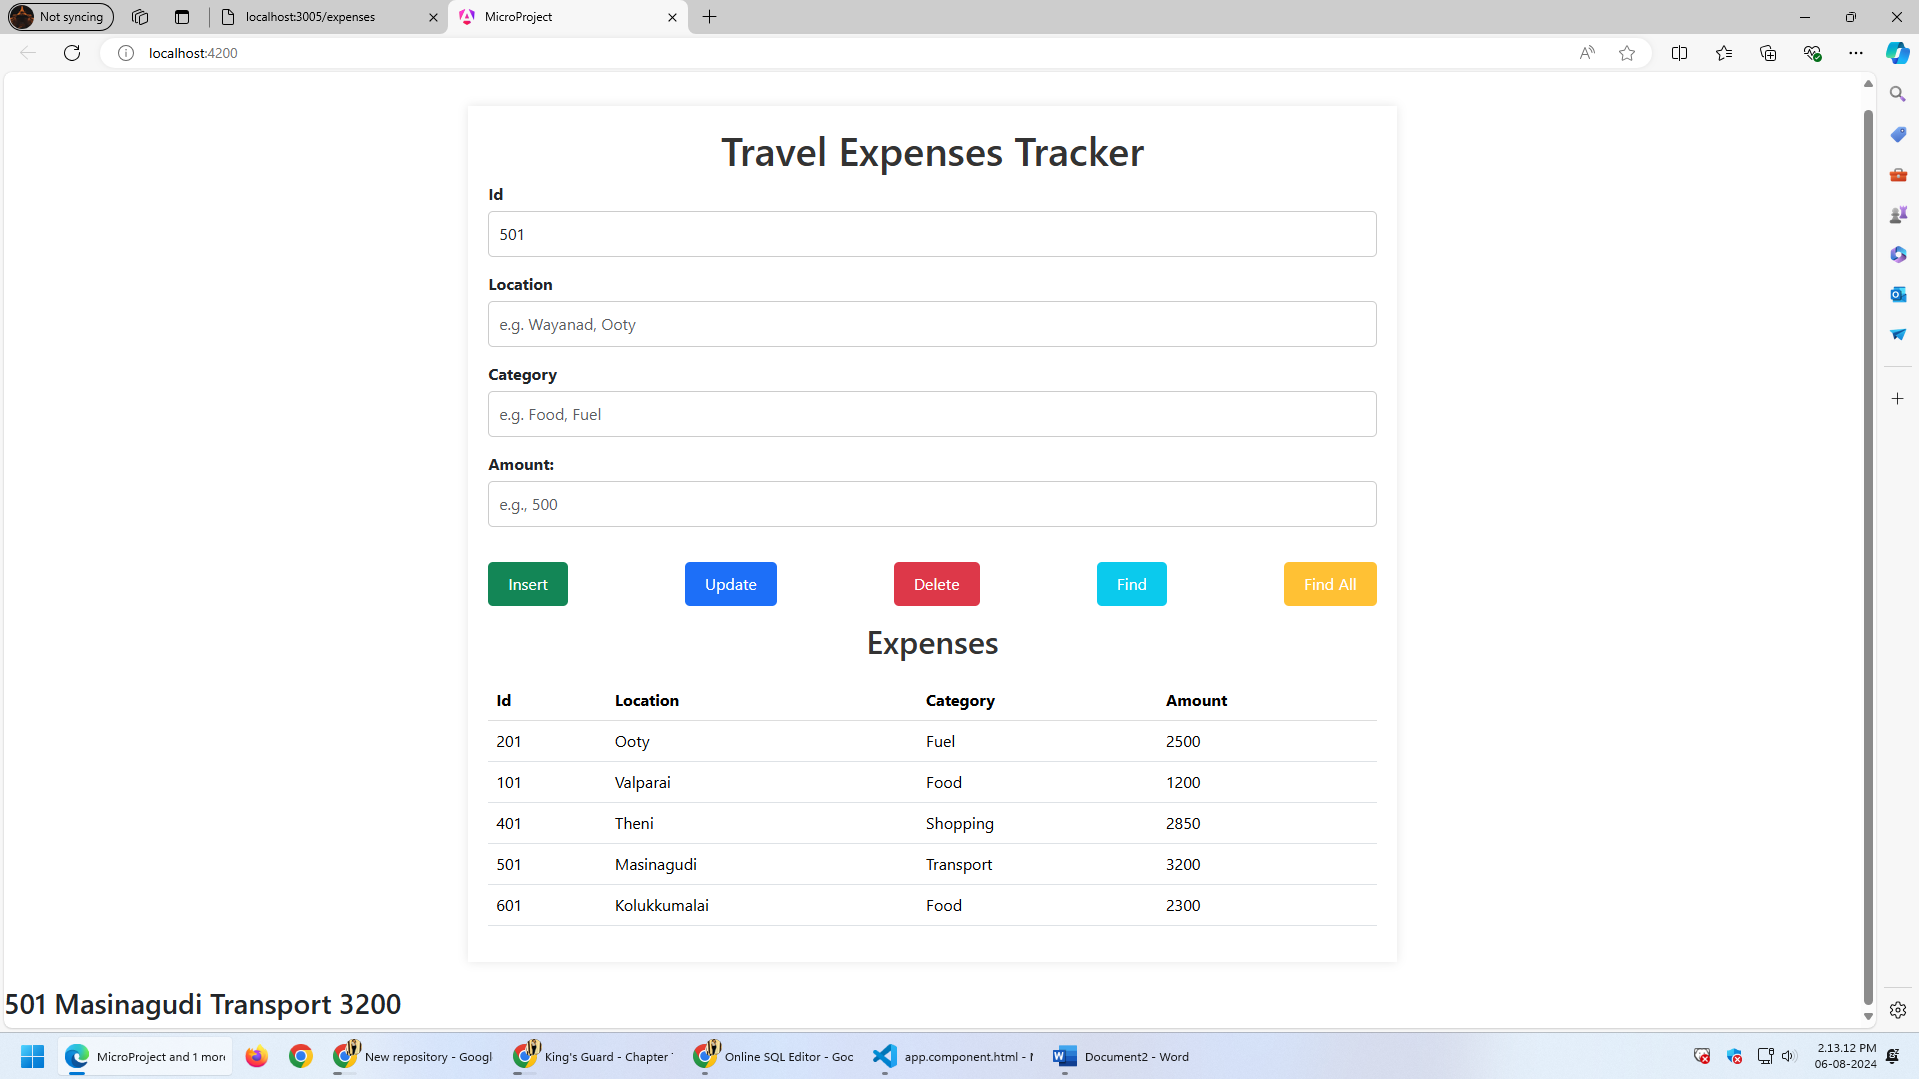 Not syncing
localhost:3005/expenses
MicroProject
localhost:4200
Travel Expenses Tracker
Id
501
Location
e.g. Wayanad, Ooty
Category
e.g. Food, Fuel
Amount:
e.g., 500
Insert Update Delete Find Find All
Expenses
Id Location Category Amount
201 Ooty Fuel 2500
101 Valparai Food 1200
401 Theni Shopping 2850
501 Masinagudi Transport 3200
601 Kolukkumalai Food 2300
501 Masinagudi Transport 3200
MicroProject and 1 more
New repository - Googl
King's Guard - Chapter
Online SQL Editor - Goo
app.component.html -
Document2 - Word
2.13.12 PM
06-08-2024